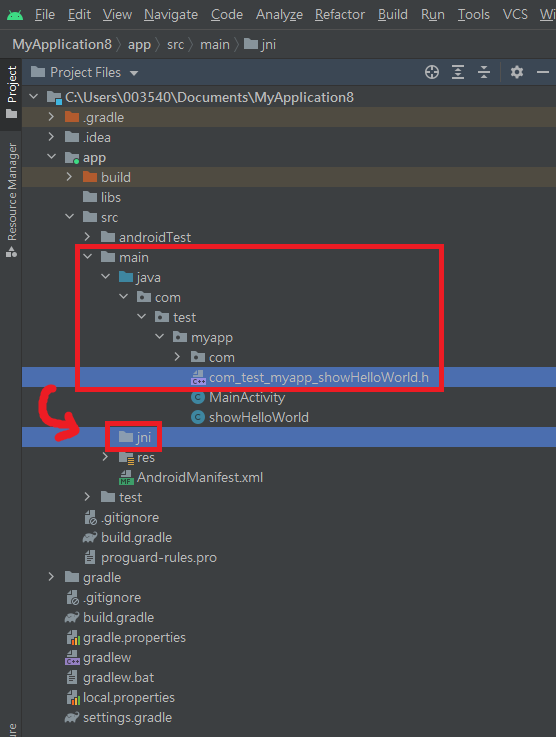 File Edit View Navigate Code Analyze Refactor Build Run Tools VCS Wi
MyApplication8 app src main jni
Project
Resource Manager
Project Files
C:\Users\003540\Documents\MyApplication8
.gradle
.idea
app
build
libs
src
androidTest
main
java
com
test
myapp
com
com_test_myapp_showHelloWorld.h
MainActivity
showHelloWorld
jni
res
AndroidManifest.xml
test
.gitignore
build.gradle
proguard-rules.pro
gradle
.gitignore
build.gradle
gradle.properties
gradlew
gradlew.bat
local.properties
settings.gradle